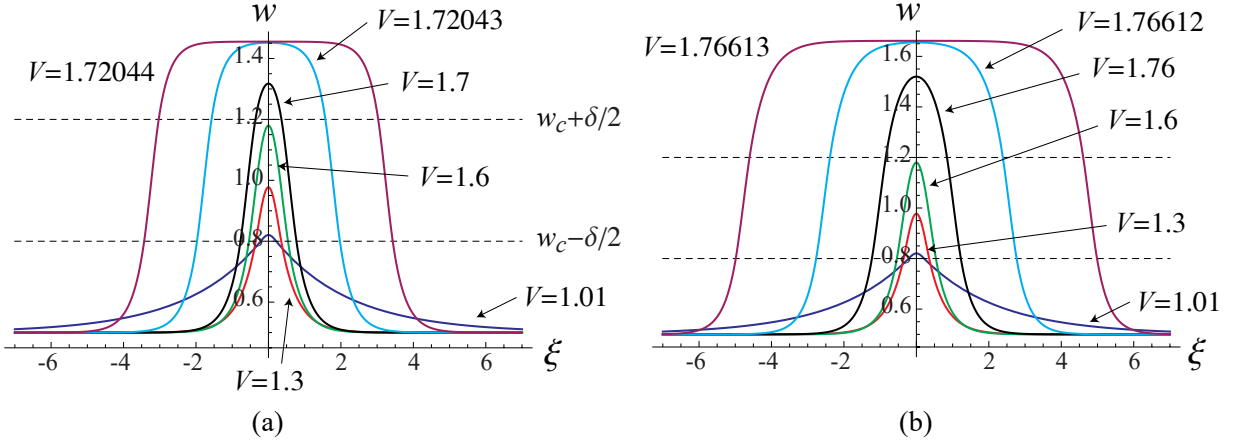 w
V=1.72043
1.4
V=1.72044
V=1.7
1.2
w_c+δ/2
1.0
V=1.6
w_c−δ/2
0.8
0.6
V=1.01
-6 -4 -2 2 4 6 ξ
V=1.3
(a)
w
V=1.76612
V=1.76613
1.6
V=1.76
1.4
V=1.6
1.2
1.0
V=1.3
0.8
0.6
V=1.01
-6 -4 -2 2 4 6 ξ
(b)